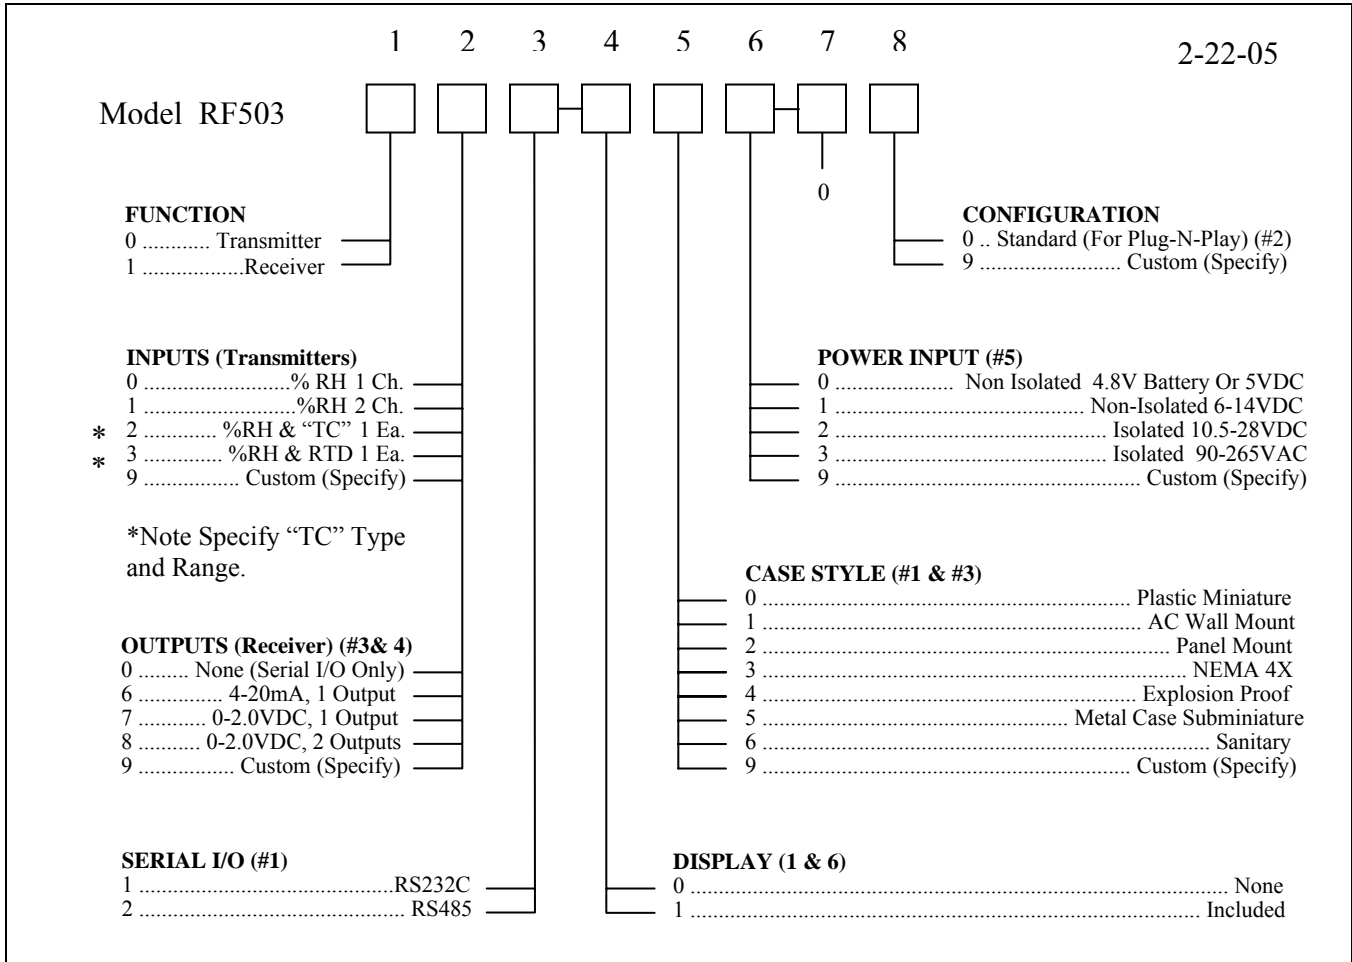 1 2 3 4 5 6 7 8
2-22-05
Model RF503
0
FUNCTION
0 ............ Transmitter
1 ..................Receiver
CONFIGURATION
0 .. Standard (For Plug-N-Play) (#2)
9 ........................ Custom (Specify)
INPUTS (Transmitters)
0 ..........................% RH 1 Ch.
1 ...........................%RH 2 Ch.
* 2 ............. %RH & “TC” 1 Ea.
* 3 .............. %RH & RTD 1 Ea.
9 ................. Custom (Specify)
*Note Specify “TC” Type
and Range.
POWER INPUT (#5)
0 ..................... Non Isolated 4.8V Battery Or 5VDC
1 ............................................ Non-Isolated 6-14VDC
2 ................................................ Isolated 10.5-28VDC
3 ................................................ Isolated 90-265VAC
9 ...................................................... Custom (Specify)
CASE STYLE (#1 & #3)
0 ................................................................. Plastic Miniature
1 ................................................................... AC Wall Mount
2 ........................................................................ Panel Mount
3 ........................................................................... NEMA 4X
4 .................................................................. Explosion Proof
5 ...................................................... Metal Case Subminiature
6 ............................................................................... Sanitary
9 ................................................................. Custom (Specify)
OUTPUTS (Receiver) (#3& 4)
0 ......... None (Serial I/O Only)
6 ................ 4-20mA, 1 Output
7 .............. 0-2.0VDC, 1 Output
8 ........... 0-2.0VDC, 2 Outputs
9 ................. Custom (Specify)
SERIAL I/O (#1)
1 .............................................RS232C
2 ............................................... RS485
DISPLAY (1 & 6)
0 ............................................................................................... None
1 .......................................................................................... Included